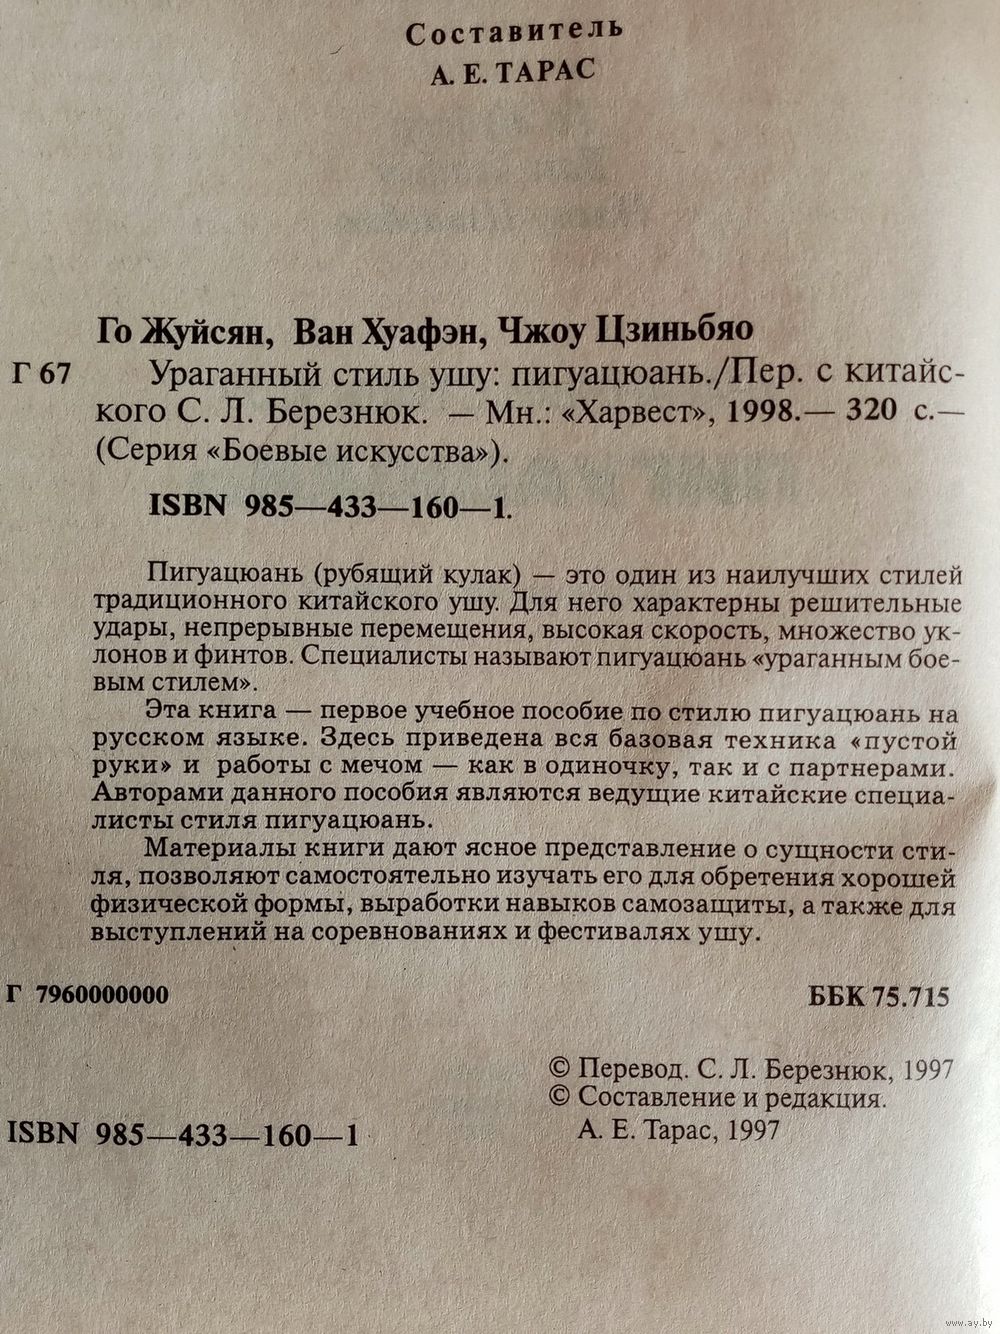 Составитель
А. Е. ТАРАС
Го Жуйсян, Ван Хуафэн, Чжоу Цзиньбяо
Г 67 Ураганный стиль ушу: пигуацюань./Пер. с китайс-
кого С. Л. Березнюк. — Мн.: «Харвест», 1998.— 320 с.—
(Серия «Боевые искусства»).
ISBN 985—433—160—1.
Пигуацюань (рубящий кулак) — это один из наилучших стилей
традиционного китайского ушу. Для него характерны решительные
удары, непрерывные перемещения, высокая скорость, множество ук-
лонов и финтов. Специалисты называют пигуацюань «ураганным бое-
вым стилем».
Эта книга — первое учебное пособие по стилю пигуацюань на
русском языке. Здесь приведена вся базовая техника «пустой
руки» и работы с мечом — как в одиночку, так и с партнерами.
Авторами данного пособия являются ведущие китайские специа-
листы стиля пигуацюань.
Материалы книги дают ясное представление о сущности сти-
ля, позволяют самостоятельно изучать его для обретения хорошей
физической формы, выработки навыков самозащиты, а также для
выступлений на соревнованиях и фестивалях ушу.
Г 7960000000 ББК 75.715
© Перевод. С. Л. Березнюк, 1997
© Составление и редакция.
А. Е. Тарас, 1997
ISBN 985—433—160—1
www.ay.by